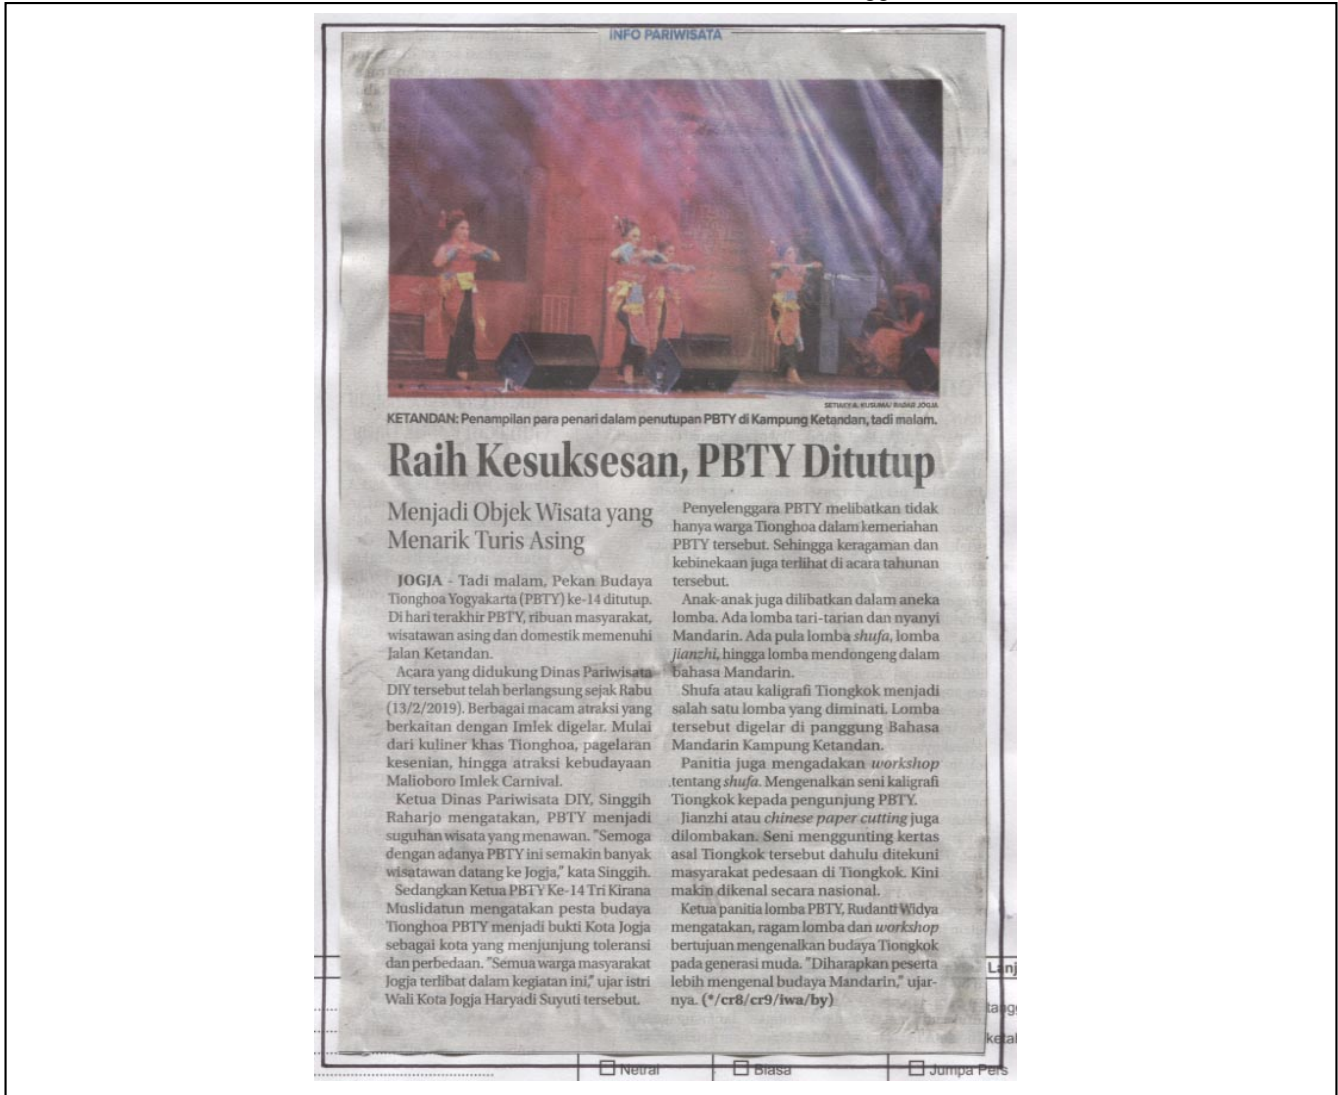 INFO PARIWISATA
KUSUMA/ RADAR JOGJA
KETANDAN: Penampilan para penari dalam penutupan PBTY di Kampung Ketandan, tadi malam.
Raih Kesuksesan, PBTY Ditutup
Menjadi Objek Wisata yang
Menarik Turis Asing
JOGJA - Tadi malam, Pekan Budaya
Tionghoa Yogyakarta (PBTY) ke-14 ditutup.
Di hari terakhir PBTY, ribuan masyarakat,
wisatawan asing dan domestik memenuhi
Jalan Ketandan.
Acara yang didukung Dinas Pariwisata
DIY tersebut telah berlangsung sejak Rabu
(13/2/2019). Berbagai macam atraksi yang
berkaitan dengan Imlek digelar. Mulai
dari kuliner khas Tionghoa, pagelaran
kesenian, hingga atraksi kebudayaan
Malioboro Imlek Carnival.
Ketua Dinas Pariwisata DIY, Singgih
Raharjo mengatakan, PBTY menjadi
suguhan wisata yang menawan. "Semoga
dengan adanya PBTY ini semakin banyak
wisatawan datang ke Jogja," kata Singgih.
Sedangkan Ketua PBTY Ke-14 Tri Kirana
Muslidatun mengatakan pesta budaya
Tionghoa PBTY menjadi bukti Kota Jogja
sebagai kota yang menjunjung toleransi
dan perbedaan. "Semua warga masyarakat
Jogja terlibat dalam kegiatan ini," ujar istri
Wali Kota Jogja Haryadi Suyuti tersebut.
Penyelenggara PBTY melibatkan tidak
hanya warga Tionghoa dalam kemeriahan
PBTY tersebut. Sehingga keragaman dan
kebinekaan juga terlihat di acara tahunan
tersebut.
Anak-anak juga dilibatkan dalam aneka
lomba. Ada lomba tari-tarian dan nyanyi
Mandarin. Ada pula lomba shufa, lomba
jianzhi, hingga lomba mendongeng dalam
bahasa Mandarin.
Shufa atau kaligrafi Tiongkok menjadi
salah satu lomba yang diminati. Lomba
tersebut digelar di panggung Bahasa
Mandarin Kampung Ketandan.
Panitia juga mengadakan workshop
tentang shufa. Mengenalkan seni kaligrafi
Tiongkok kepada pengunjung PBTY.
Jianzhi atau chinese paper cutting juga
dilombakan. Seni menggunting kertas
asal Tiongkok tersebut dahulu ditekuni
masyarakat pedesaan di Tiongkok. Kini
makin dikenal secara nasional.
Ketua panitia lomba PBTY, Rudanti Widya
mengatakan, ragam lomba dan workshop
bertujuan mengenalkan budaya Tiongkok
pada generasi muda. "Diharapkan peserta
lebih mengenal budaya Mandarin," ujar-
nya. (*/cr8/cr9/iwa/by)
Lanj
tangg
ketal
Netral
Biasa
Jumpa Pers